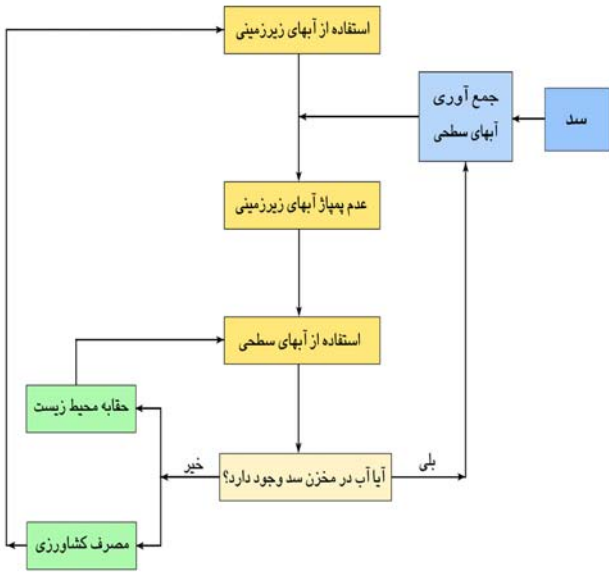 استفاده از آبهای زیرزمینی
جمع آوری
آبهای سطحی
سد
عدم پمپاژ آبهای زیرزمینی
استفاده از آبهای سطحی
حقابه محیط زیست
خیر
آیا آب در مخزن سد وجود دارد؟
بلی
مصرف کشاورزی